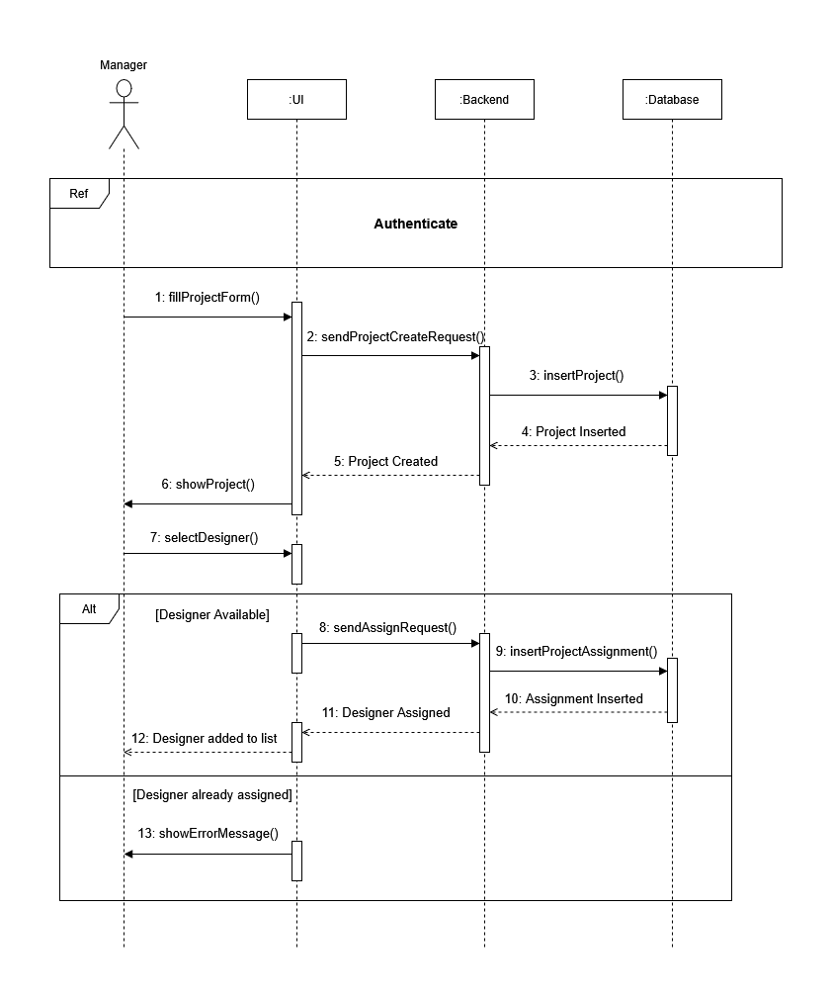 Manager
:UI
:Backend
:Database
Ref
Authenticate
1: fillProjectForm()
2: sendProjectCreateRequest()
3: insertProject()
4: Project Inserted
5: Project Created
6: showProject()
7: selectDesigner()
Alt
[Designer Available]
8: sendAssignRequest()
9: insertProjectAssignment()
10: Assignment Inserted
11: Designer Assigned
12: Designer added to list
[Designer already assigned]
13: showErrorMessage()